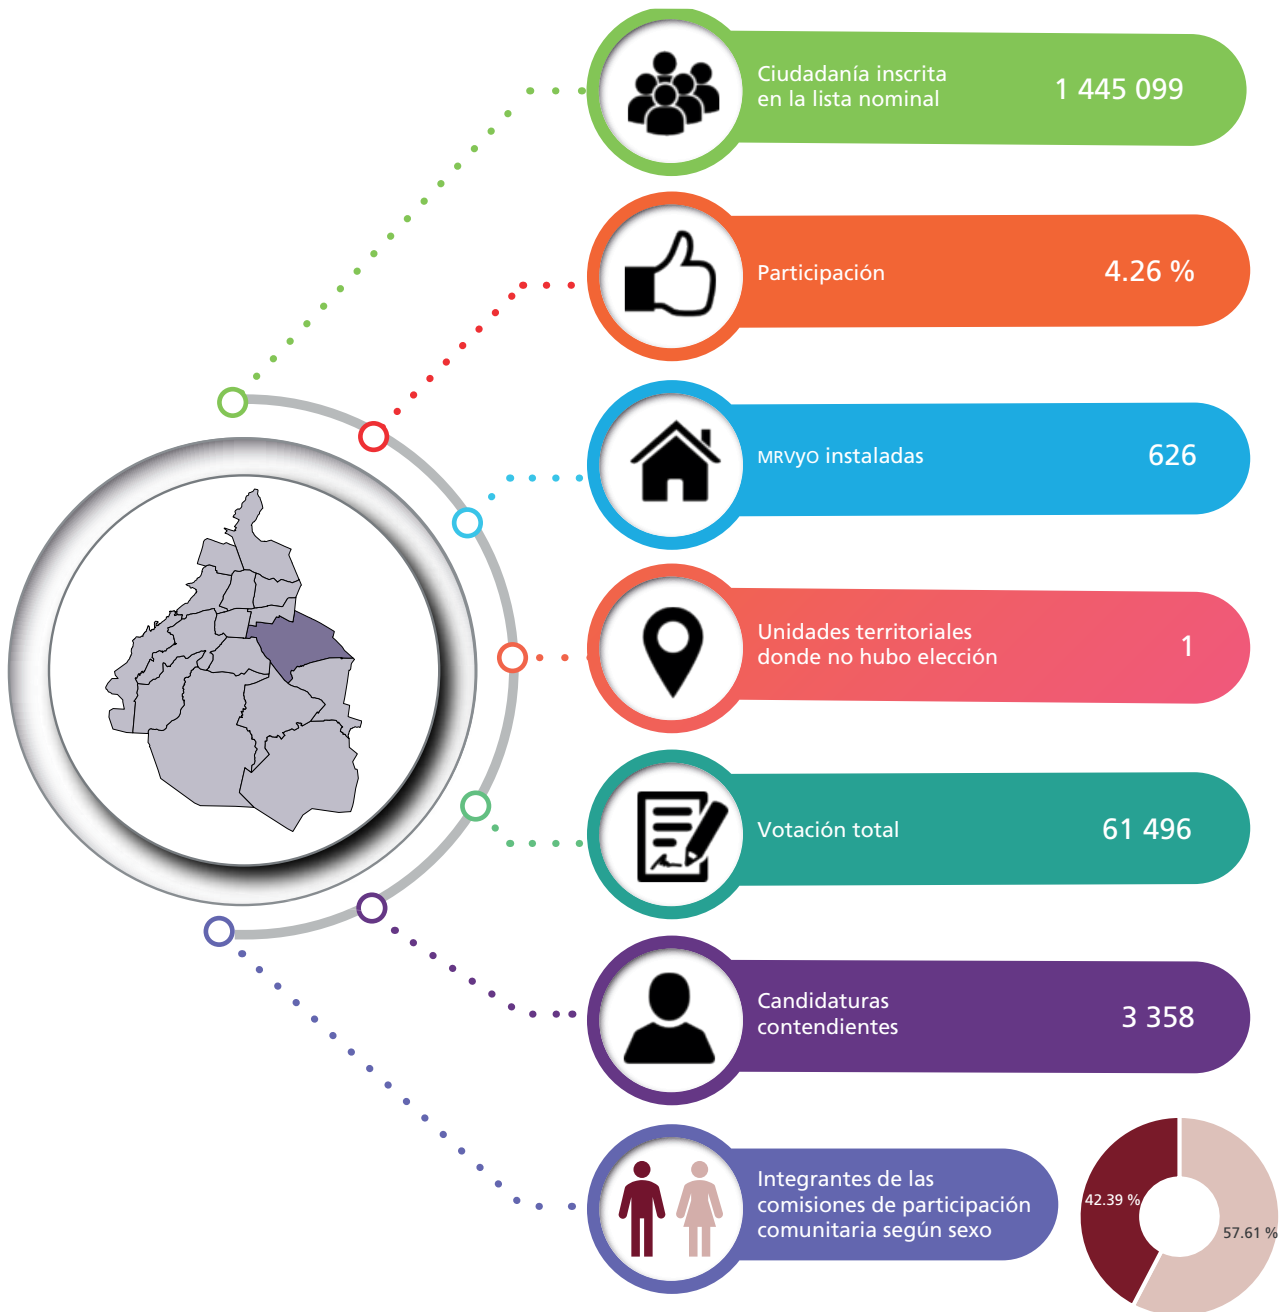 Ciudadanía inscrita
en la lista nominal
1 445 099
Participación
4.26 %
MRVyO instaladas
626
Unidades territoriales
donde no hubo elección
1
Votación total
61 496
Candidaturas
contendientes
3 358
Integrantes de las
comisiones de participación
comunitaria según sexo
42.39 %
57.61 %